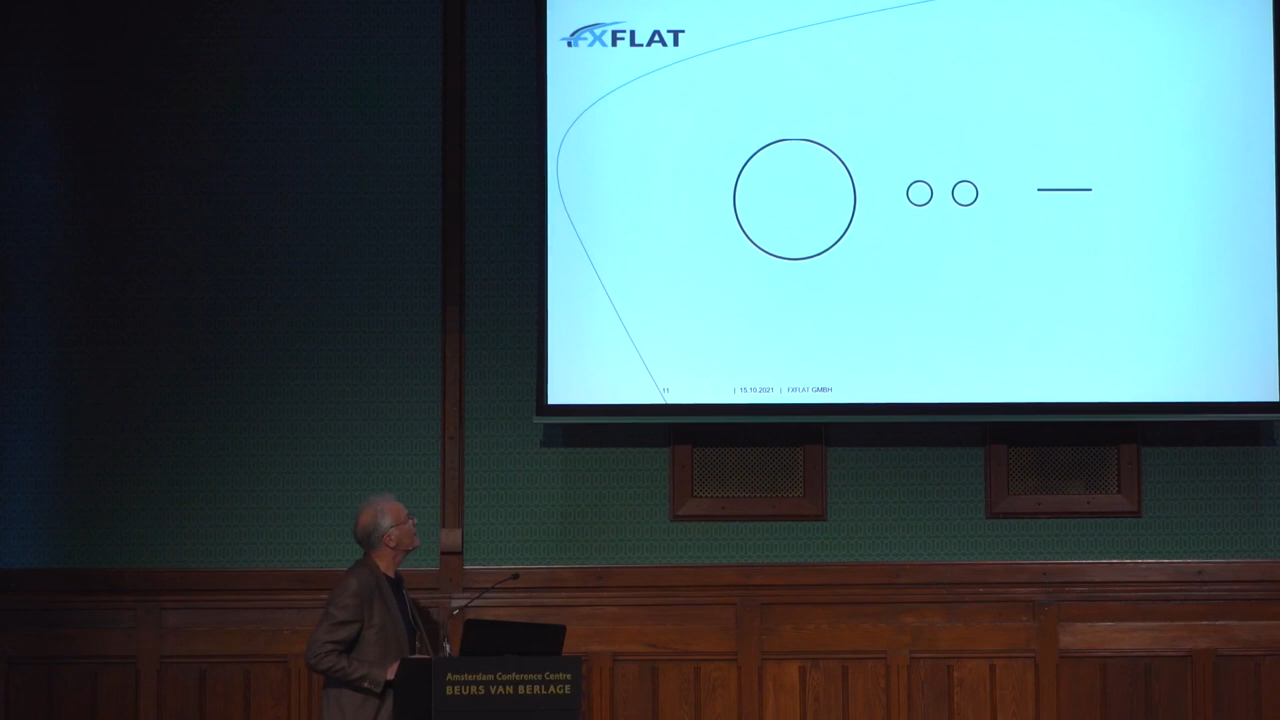 FXFLAT
11 | 15.10.2021 | FXFLAT GMBH
Amsterdam Conference Centre
BEURS VAN BERLAGE